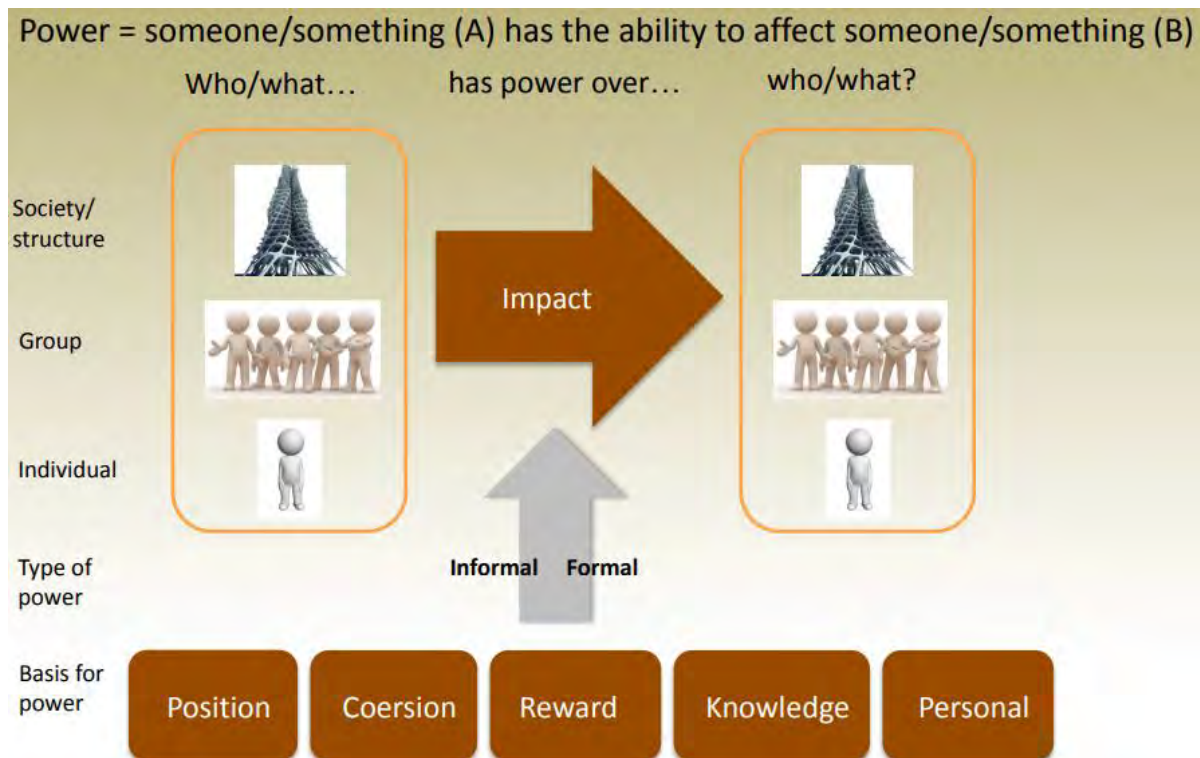 Power = someone/something (A) has the ability to affect someone/something (B)
Who/what… has power over… who/what?
Society/
structure
Impact
Group
Individual
Type of
power
Informal Formal
Basis for
power
Position Coersion Reward Knowledge Personal